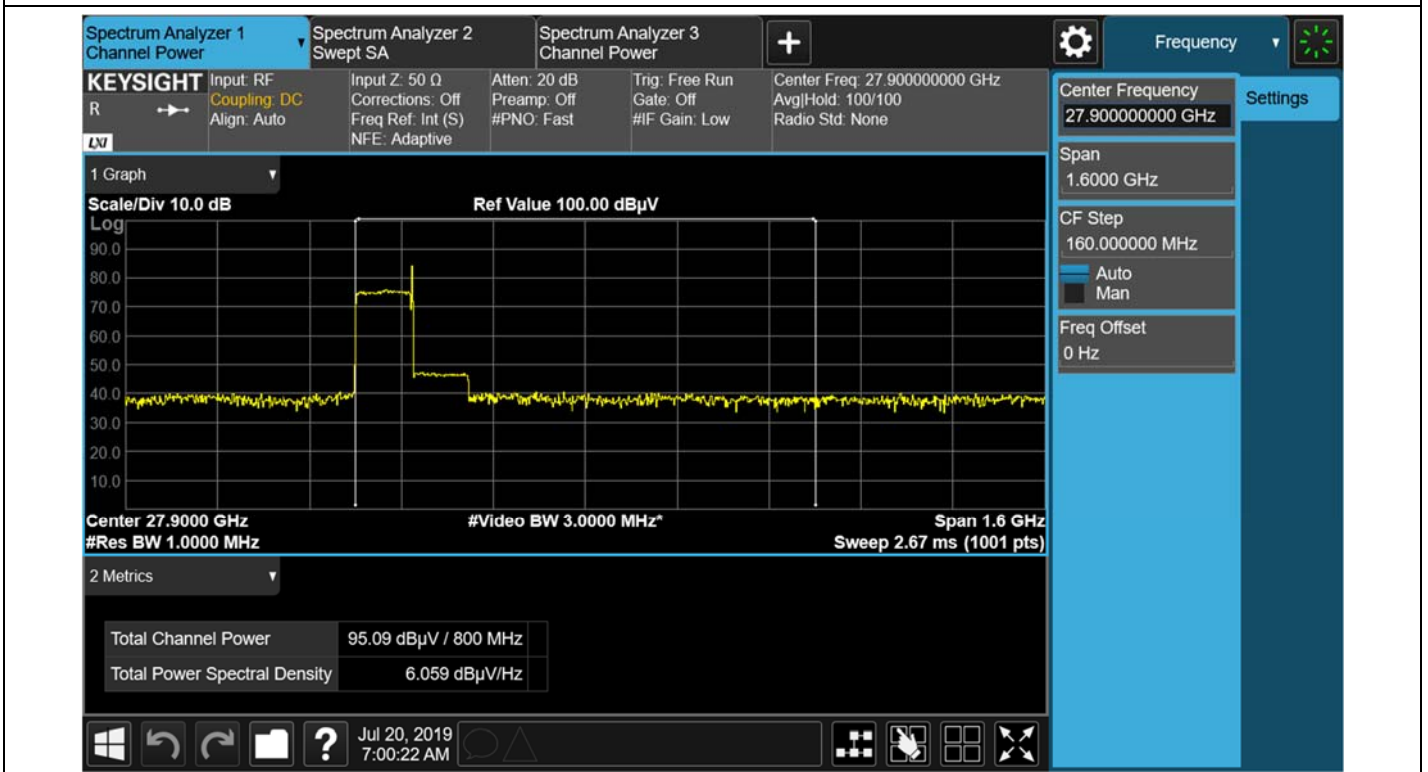 Spectrum Analyzer 1
Channel Power
Spectrum Analyzer 2
Swept SA
Spectrum Analyzer 3
Channel Power
Frequency
KEYSIGHT
R
LXI
Input: RF
Coupling: DC
Align: Auto
Input Z: 50 Ω
Corrections: Off
Freq Ref: Int (S)
NFE: Adaptive
Atten: 20 dB
Preamp: Off
#PNO: Fast
Trig: Free Run
Gate: Off
#IF Gain: Low
Center Freq: 27.900000000 GHz
Avg|Hold: 100/100
Radio Std: None
Center Frequency
27.900000000 GHz
Settings
Span
1.6000 GHz
CF Step
160.000000 MHz
Auto
Man
Freq Offset
0 Hz
1 Graph
Scale/Div 10.0 dB
Ref Value 100.00 dBµV
Log
90.0
80.0
70.0
60.0
50.0
40.0
30.0
20.0
10.0
Center 27.9000 GHz
#Video BW 3.0000 MHz*
Span 1.6 GHz
#Res BW 1.0000 MHz
Sweep 2.67 ms (1001 pts)
2 Metrics
Total Channel Power 95.09 dBµV / 800 MHz
Total Power Spectral Density 6.059 dBµV/Hz
?
Jul 20, 2019
7:00:22 AM